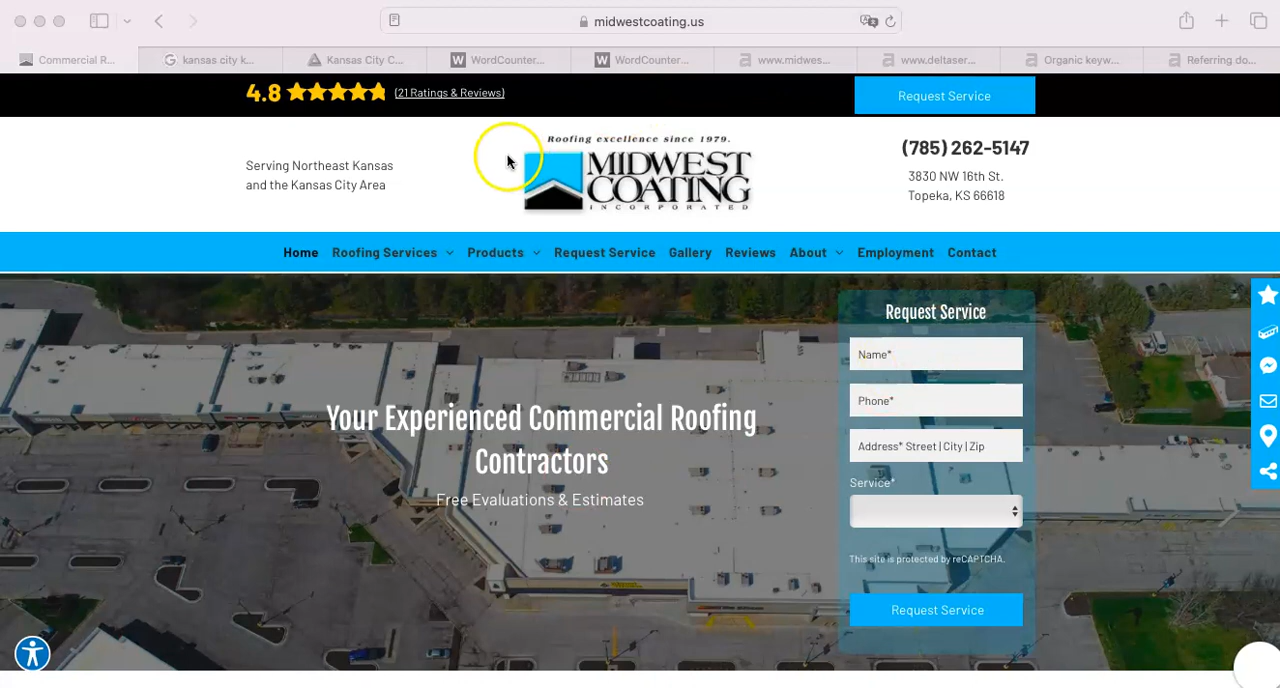 midwestcoating.us
Commercial R...
kansas city k...
Kansas City C...
WordCounter...
WordCounter...
www.midwes...
www.deltaser...
Organic keyw...
Referring do...
4.8 (21 Ratings & Reviews)
Request Service
Serving Northeast Kansas
and the Kansas City Area
Roofing excellence since 1979.
MIDWEST
COATING
INCORPORATED
(785) 262-5147
3830 NW 16th St.
Topeka, KS 66618
Home Roofing Services Products Request Service Gallery Reviews About Employment Contact
Your Experienced Commercial Roofing
Contractors
Free Evaluations & Estimates
Request Service
Name*
Phone*
Address* Street | City | Zip
Service*
This site is protected by reCAPTCHA.
Request Service